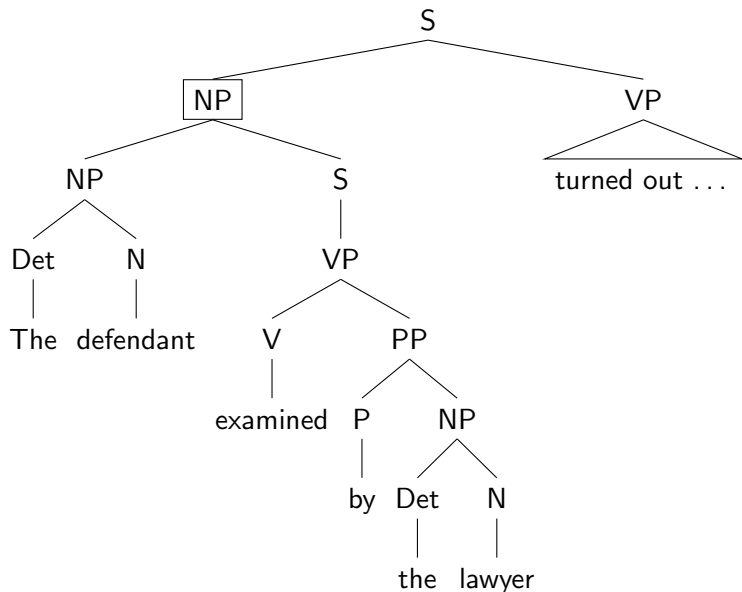 S
NP VP
NP S turned out . . .
Det N VP
The defendant V PP
examined P NP
by Det N
the lawyer